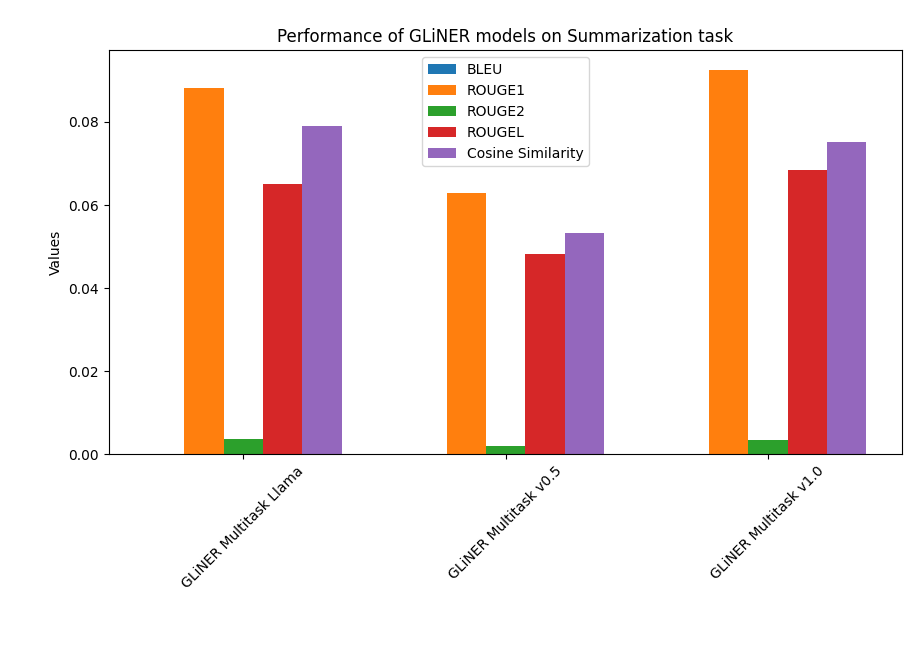 Performance of GLiNER models on Summarization task
BLEU
ROUGE1
ROUGE2
ROUGEL
Cosine Similarity
Values
0.08
0.06
0.04
0.02
0.00
GLiNER Multitask Llama
GLiNER Multitask v0.5
GLiNER Multitask v1.0